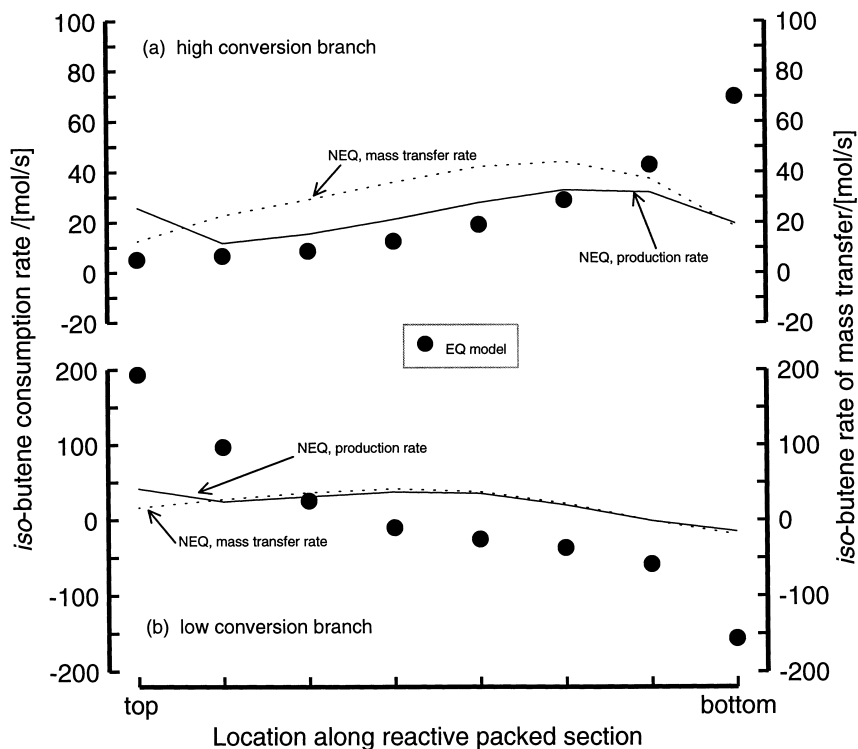 100
80
60
40
20
0
-20
100
80
60
40
20
0
-20
(a) high conversion branch
NEQ, mass transfer rate
NEQ, production rate
EQ model
iso-butene consumption rate /[mol/s]
iso-butene rate of mass transfer/[mol/s]
200
100
0
-100
-200
200
100
0
-100
-200
NEQ, production rate
NEQ, mass transfer rate
(b) low conversion branch
top
bottom
Location along reactive packed section